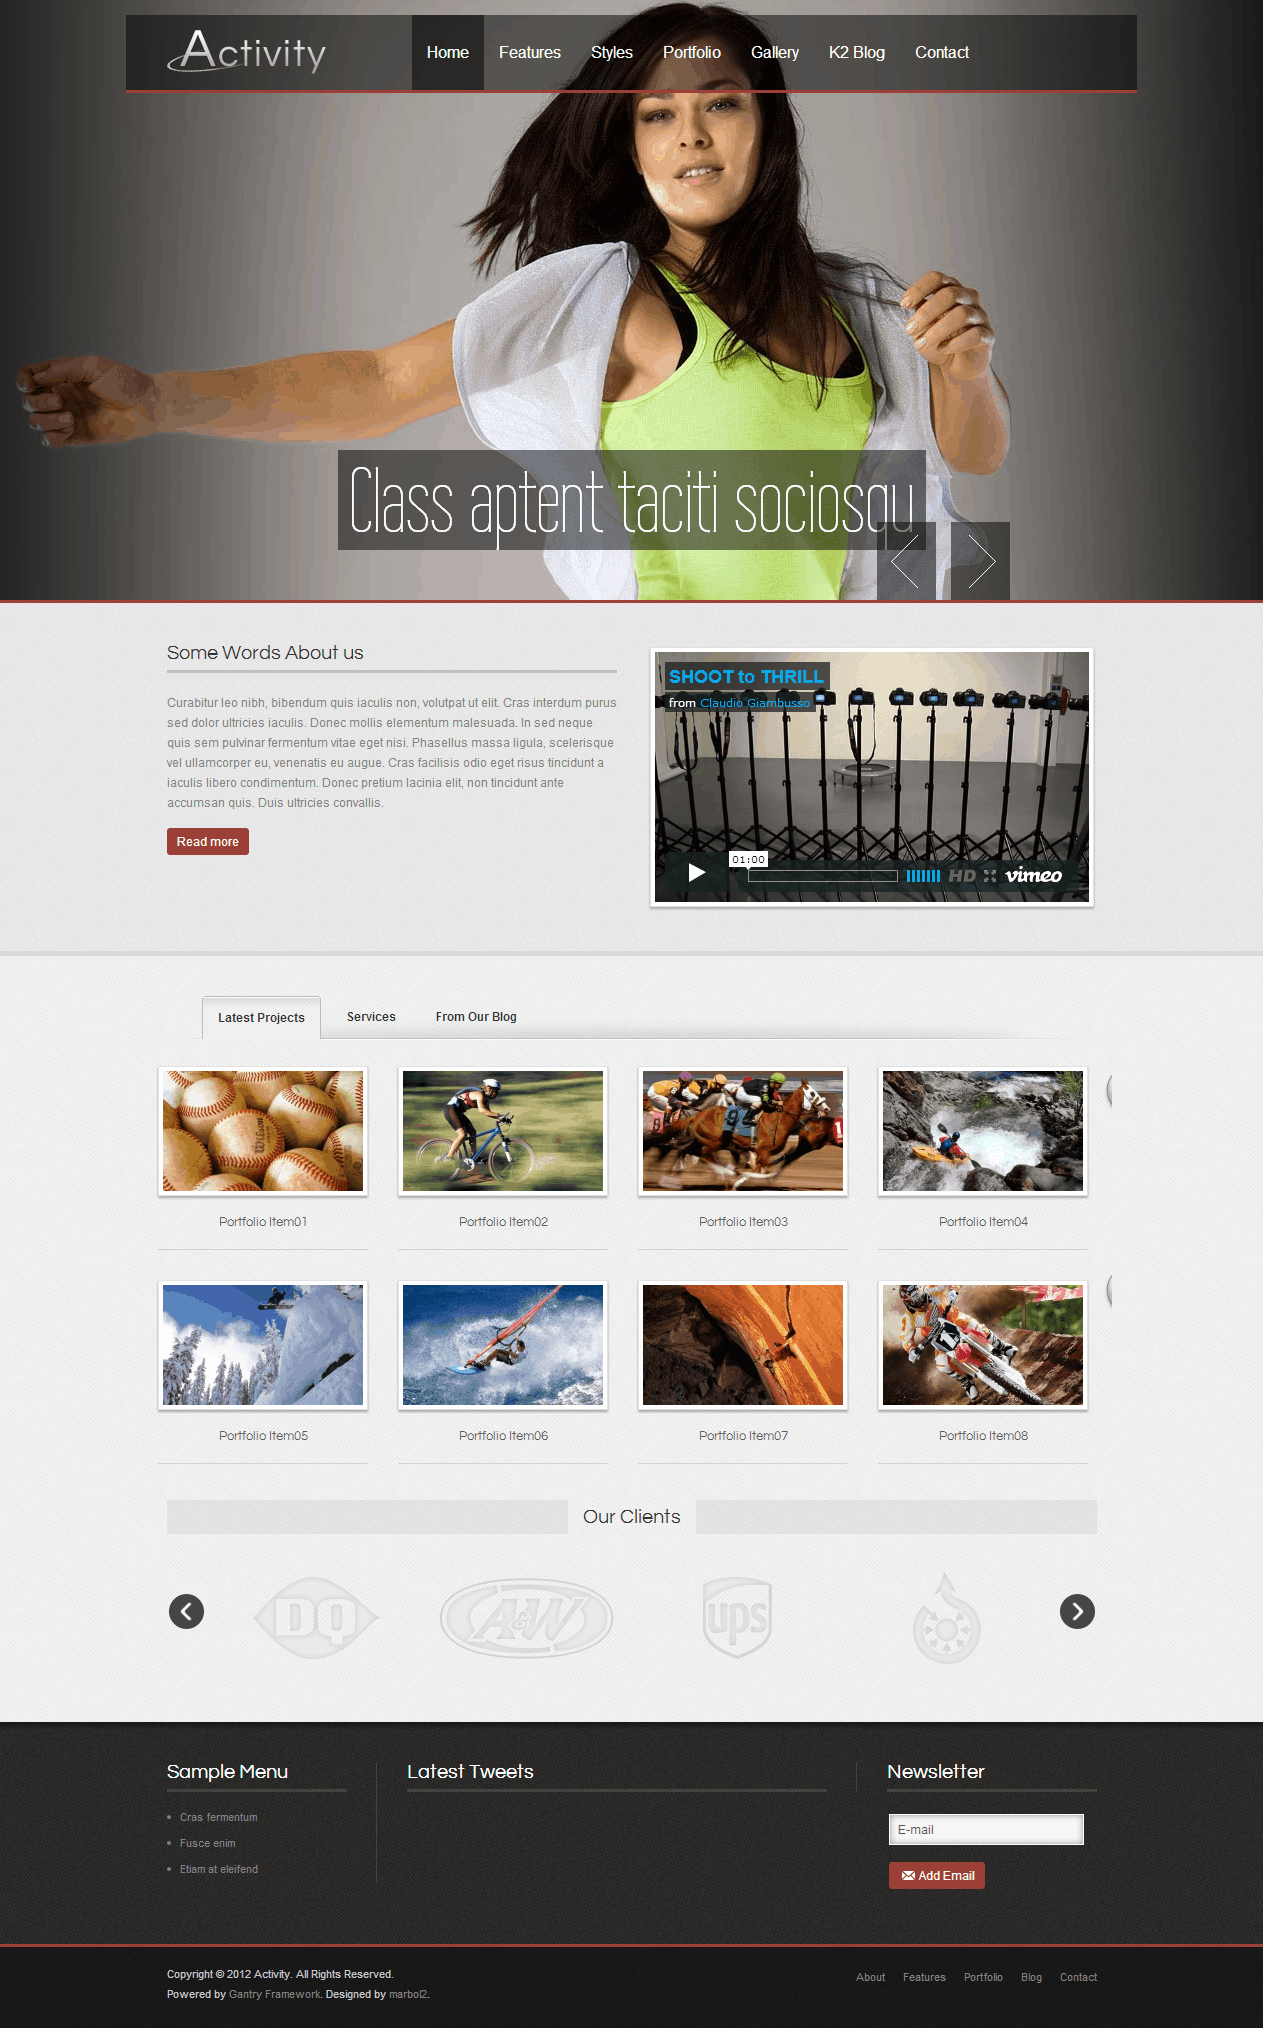 Activity
Home Features Styles Portfolio Gallery K2 Blog Contact
Class aptent taciti sociosqu
Some Words About us
Curabitur leo nibh, bibendum quis iaculis non, volutpat ut elit. Cras interdum purus
sed dolor ultricies iaculis. Donec mollis elementum malesuada. In sed neque
quis sem pulvinar fermentum vitae eget nisi. Phasellus massa ligula, scelerisque
vel ullamcorper eu, venenatis eu augue. Cras facilisis odio eget risus tincidunt a
iaculis libero condimentum. Donec pretium lacinia elit, non tincidunt ante
accumsan quis. Duis ultricies convallis.
Read more
SHOOT to THRILL
from Claudio Giambusso
01:00
HD vimeo
Latest Projects Services From Our Blog
Wilson
8 8 1
Portfolio Item01 Portfolio Item02 Portfolio Item03 Portfolio Item04
1
Portfolio Item05 Portfolio Item06 Portfolio Item07 Portfolio Item08
Our Clients
DQ A&W ups
Sample Menu Latest Tweets Newsletter
Cras fermentum
Fusce enim
Etiam at eleifend
E-mail
Add Email
Copyright © 2012 Activity. All Rights Reserved.
Powered by Gantry Framework. Designed by marbol2.
About Features Portfolio Blog Contact